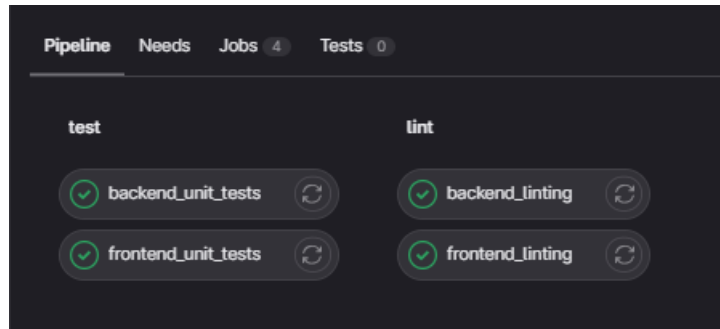 Pipeline Needs Jobs 4 Tests 0
test lint
backend_unit_tests backend_linting
frontend_unit_tests frontend_linting